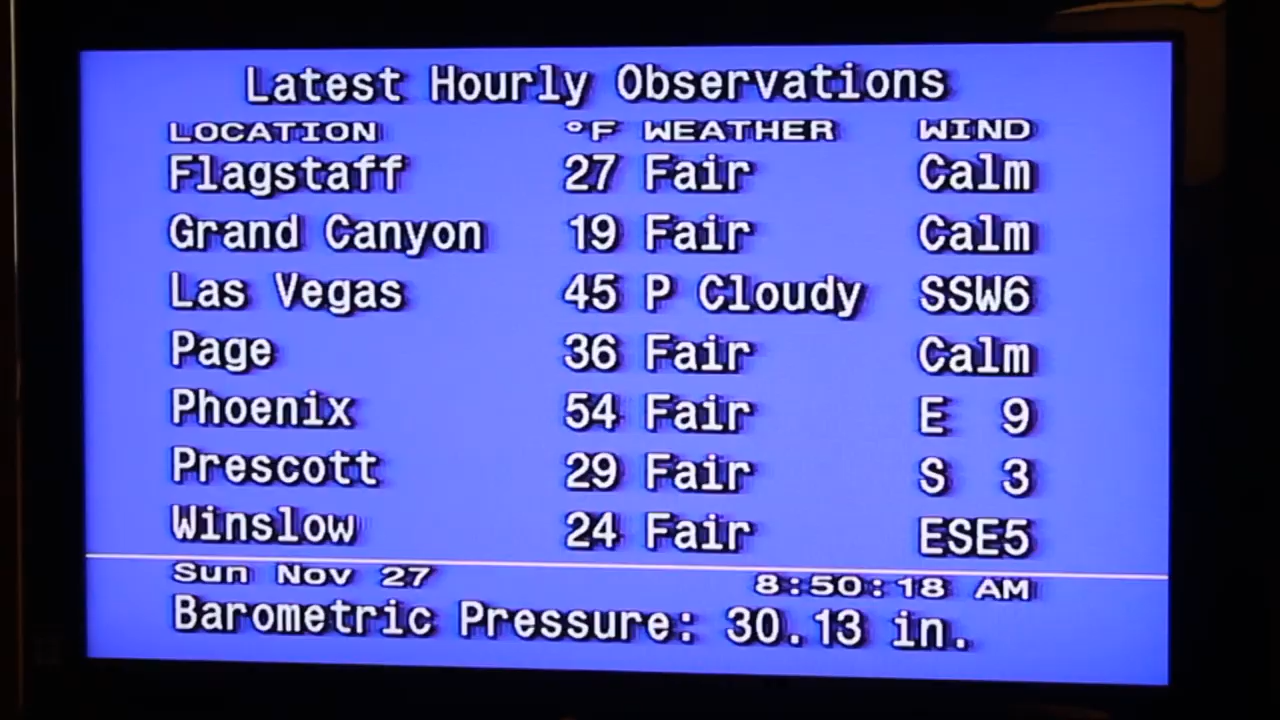 Latest Hourly Observations
LOCATION °F WEATHER WIND
Flagstaff 27 Fair Calm
Grand Canyon 19 Fair Calm
Las Vegas 45 P Cloudy SSW6
Page 36 Fair Calm
Phoenix 54 Fair E 9
Prescott 29 Fair S 3
Winslow 24 Fair ESE5
Sun Nov 27 8:50:18 AM
Barometric Pressure: 30.13 in.